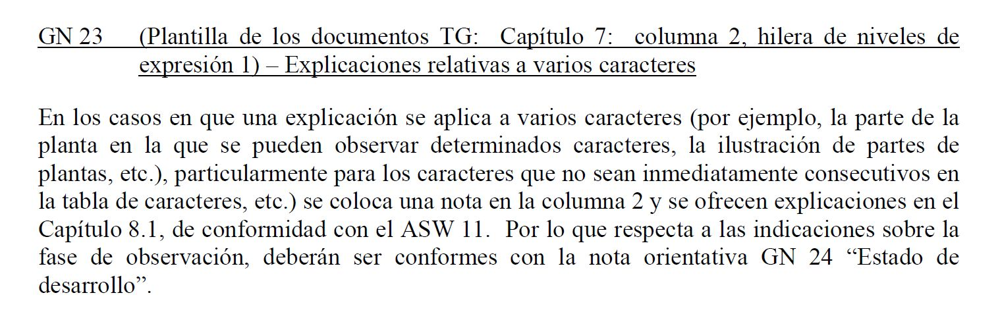 GN 23 (Plantilla de los documentos TG: Capítulo 7: columna 2, hilera de niveles de
expresión 1) – Explicaciones relativas a varios caracteres
En los casos en que una explicación se aplica a varios caracteres (por ejemplo, la parte de la
planta en la que se pueden observar determinados caracteres, la ilustración de partes de
plantas, etc.), particularmente para los caracteres que no sean inmediatamente consecutivos en
la tabla de caracteres, etc.) se coloca una nota en la columna 2 y se ofrecen explicaciones en el
Capítulo 8.1, de conformidad con el ASW 11. Por lo que respecta a las indicaciones sobre la
fase de observación, deberán ser conformes con la nota orientativa GN 24 “Estado de
desarrollo”.